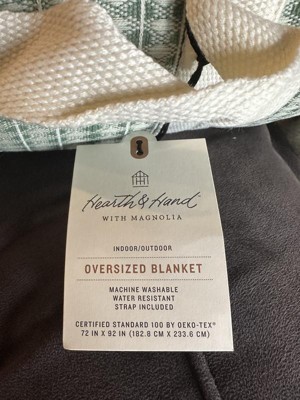 Hearth & Hand
WITH MAGNOLIA
INDOOR/OUTDOOR
OVERSIZED BLANKET
MACHINE WASHABLE
WATER RESISTANT
STRAP INCLUDED
CERTIFIED STANDARD 100 BY OEKO-TEX®
72 IN X 92 IN (182.8 CM X 233.6 CM)